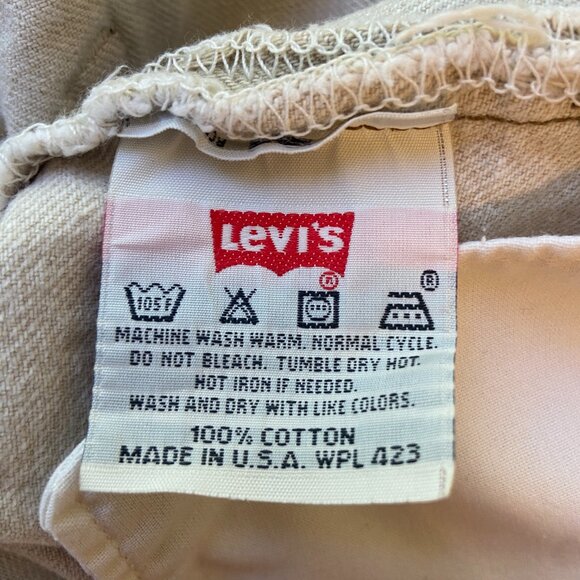 Levi's
®
®
105F
MACHINE WASH WARM. NORMAL CYCLE.
DO NOT BLEACH. TUMBLE DRY HOT.
HOT IRON IF NEEDED.
WASH AND DRY WITH LIKE COLORS.
100% COTTON
MADE IN U.S.A. WPL 423